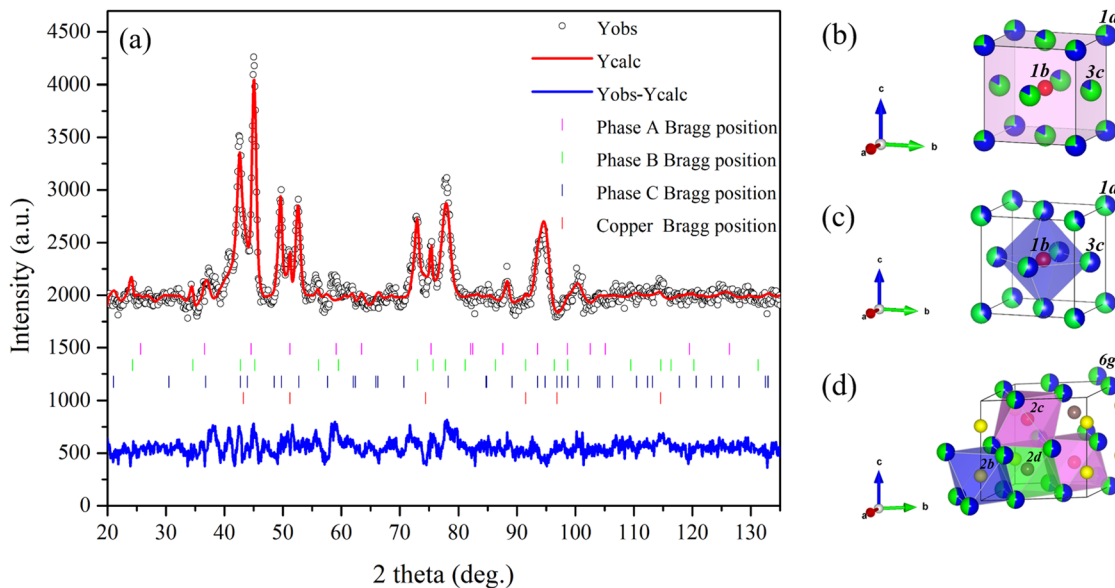 (a)
Yobs
Ycalc
Yobs-Ycalc
Phase A Bragg position
Phase B Bragg position
Phase C Bragg position
Copper Bragg position
4500
4000
3500
3000
2500
2000
1500
1000
500
0
Intensity (a.u.)
20 30 40 50 60 70 80 90 100 110 120 130
2 theta (deg.)
(b)
1a
1b
3c
c
a
b
(c)
1a
1b
3c
c
a
b
(d)
6g
2c
2b
2d
c
a
b